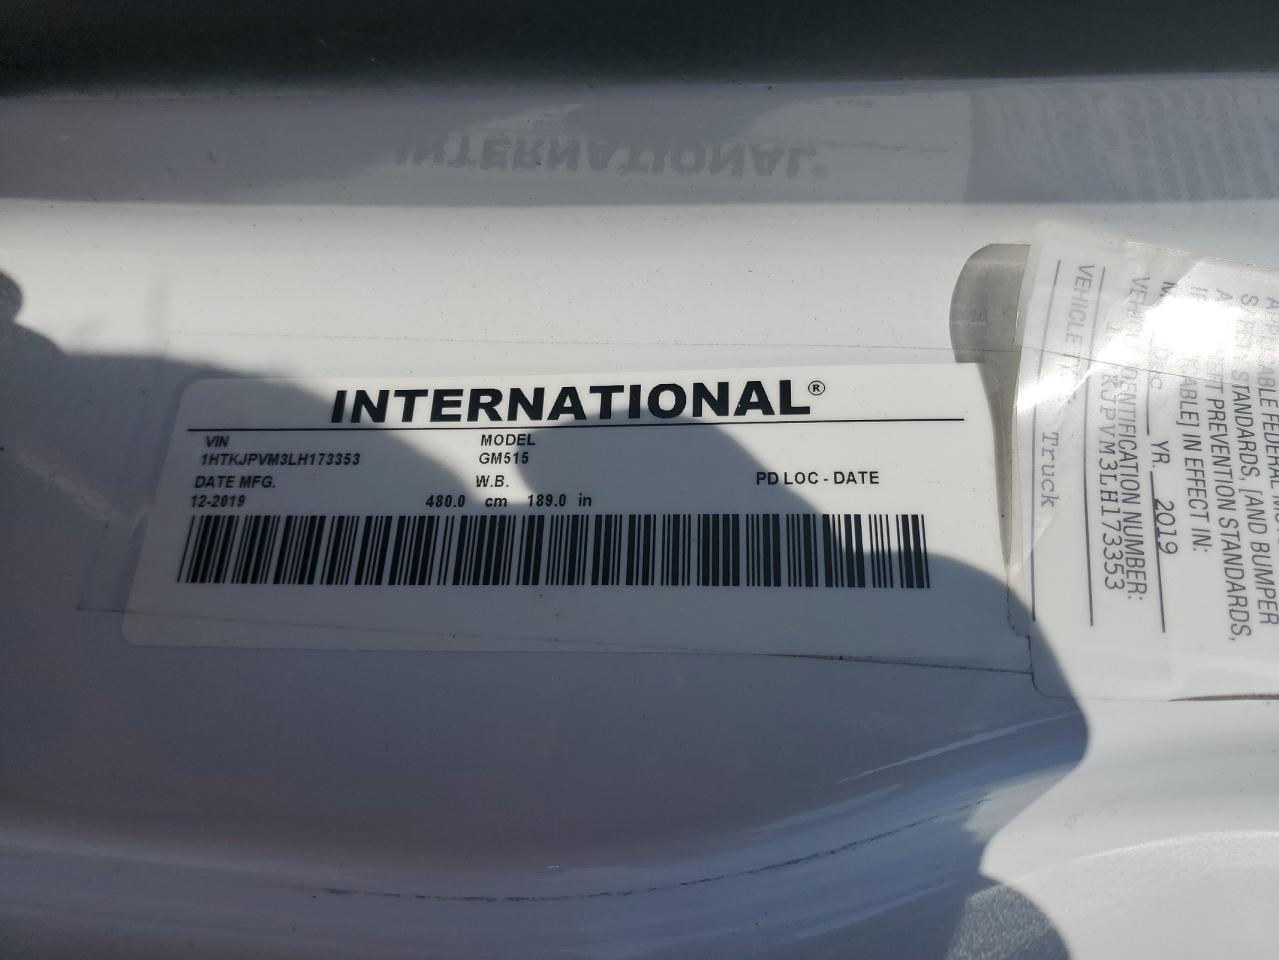 INTERNATIONAL®
VIN
MODEL
1HTKJPVM3LH173353
GM515
DATE MFG.
W.B.
PD LOC - DATE
12-2019
480.0 cm 189.0 in
FEDERAL
STANDARDS, [AND BUMPER
PREVENTION STANDARDS,
IN EFFECT IN:
YR. 2019
IDENTIFICATION NUMBER:
KJPVM3LH173353
VEHICLE
Truck
INTERNATIONAL®